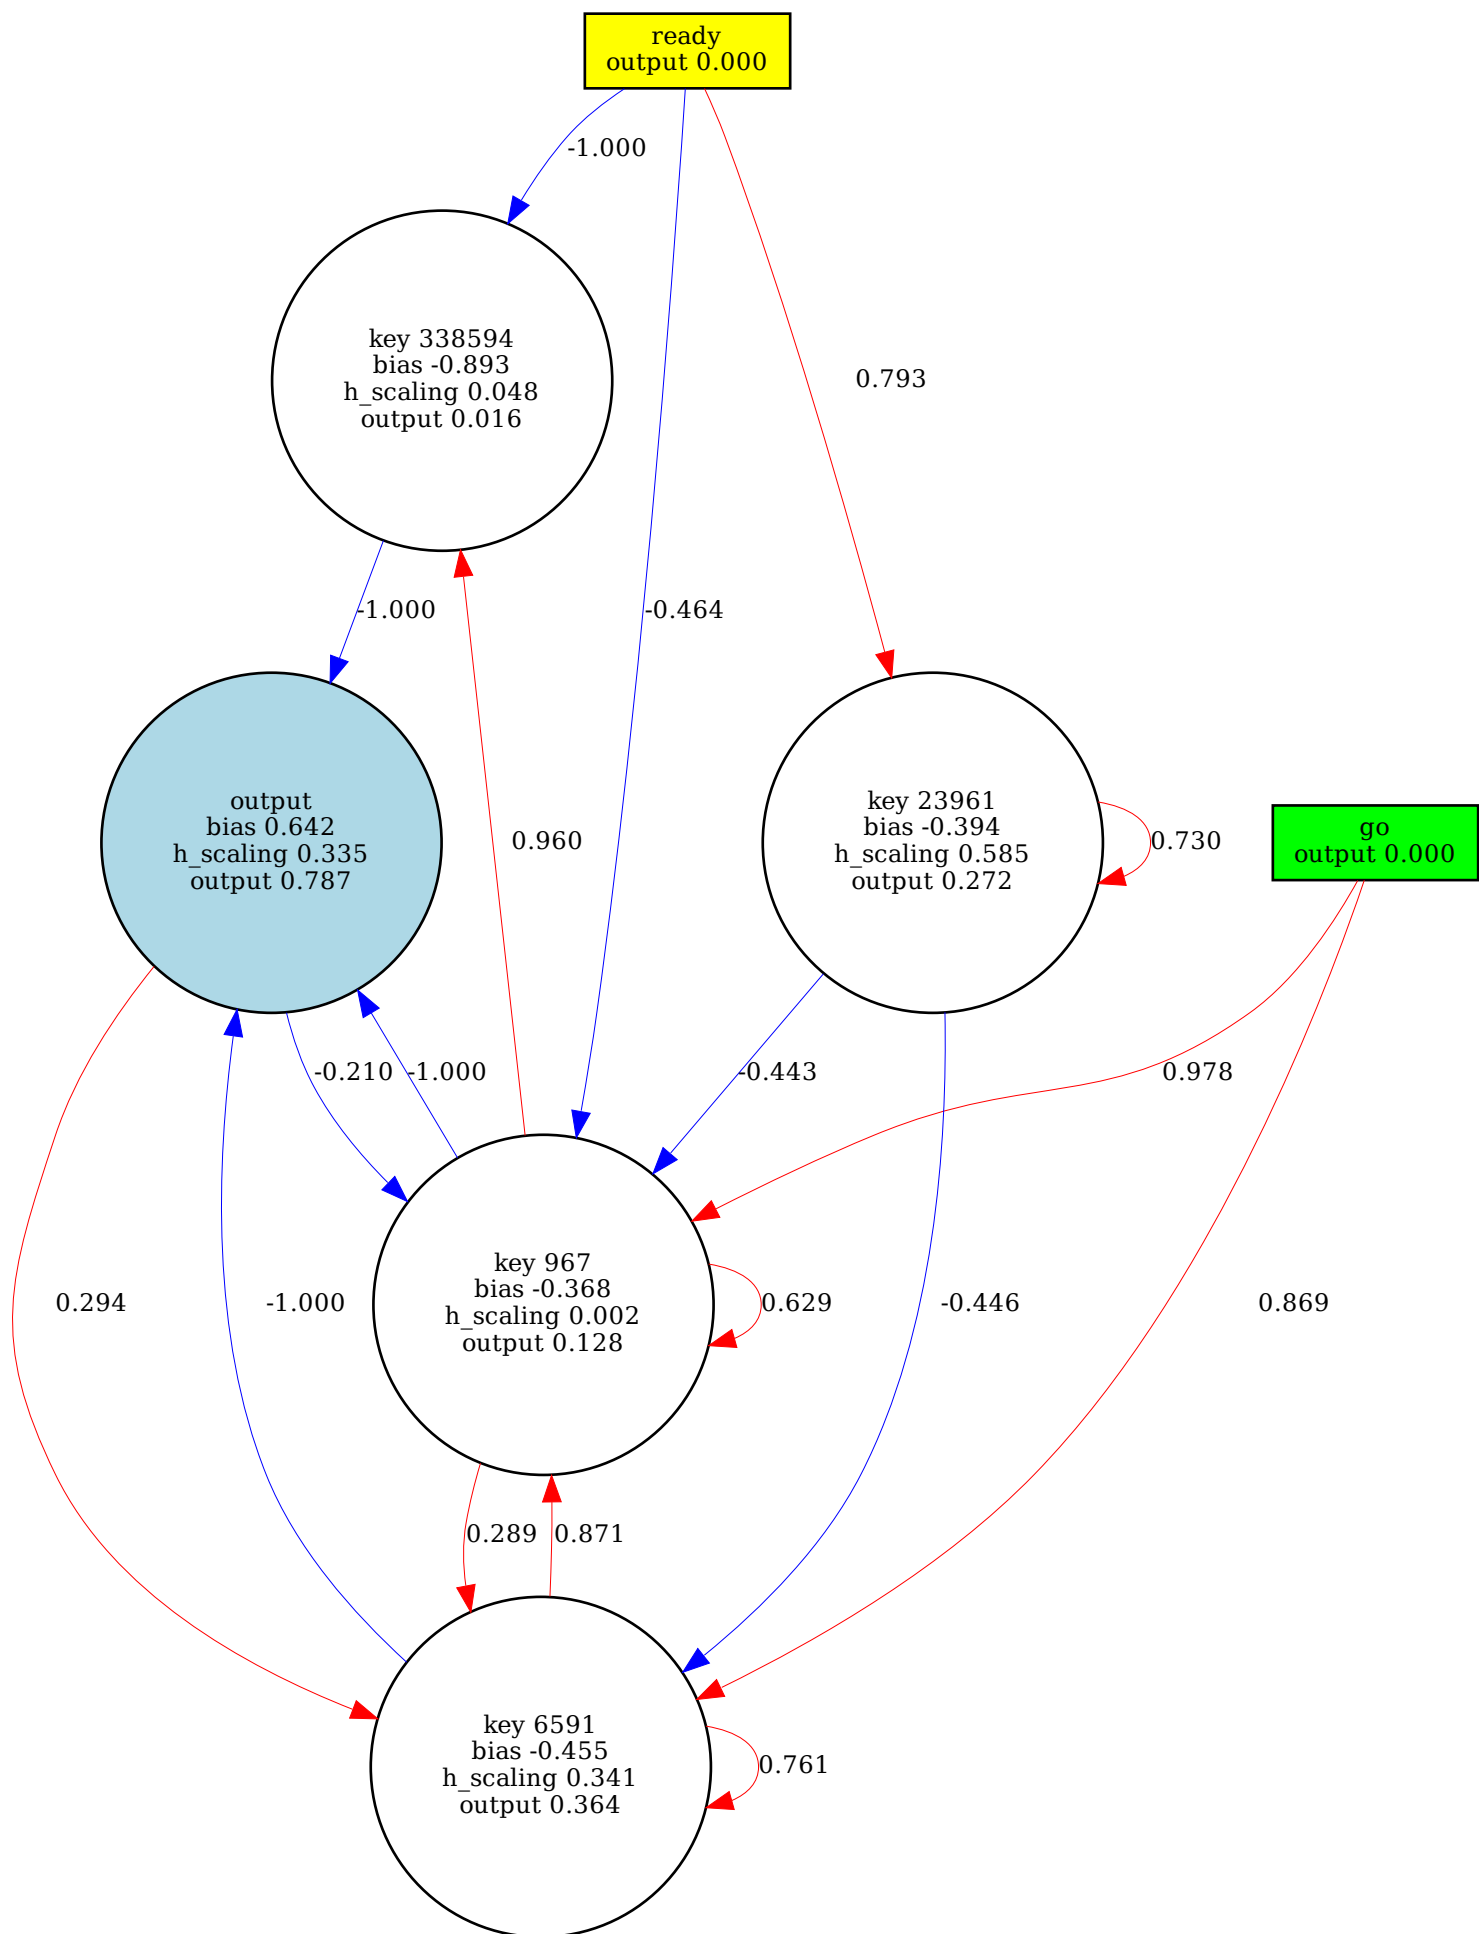 ready
output 0.000
-1.000
key 338594
bias -0.893
h_scaling 0.048
output 0.016
0.793
-1.000
-0.464
output
bias 0.642
h_scaling 0.335
output 0.787
0.960
key 23961
bias -0.394
h_scaling 0.585
output 0.272
0.730
go
output 0.000
-0.210
-1.000
-0.443
0.978
0.294
-1.000
key 967
bias -0.368
h_scaling 0.002
output 0.128
0.629
-0.446
0.869
0.289
0.871
key 6591
bias -0.455
h_scaling 0.341
output 0.364
0.761